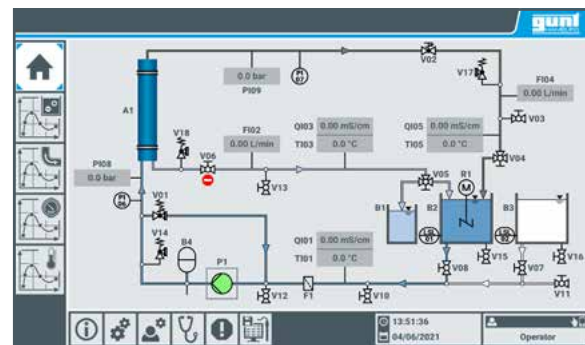 gunt
V02
0.0 bar
PI09
PI
07
V17
FI04
0.00 L/min
A1
V18
FI02
0.00 L/min
QI03 0.00 mS/cm
TI03 0.0 °C
QI05 0.00 mS/cm
TI05 0.0 °C
V03
V06
V04
PI08
0.0 bar
V13
V05
R1
M
PI
06
V01
B1
B2
B3
V14
B4
QI01 0.00 mS/cm
TI01 0.0 °C
V15
V16
P1
V08
V07
F1
V12
V10
V11
13:51:36
04/06/2021
Operator